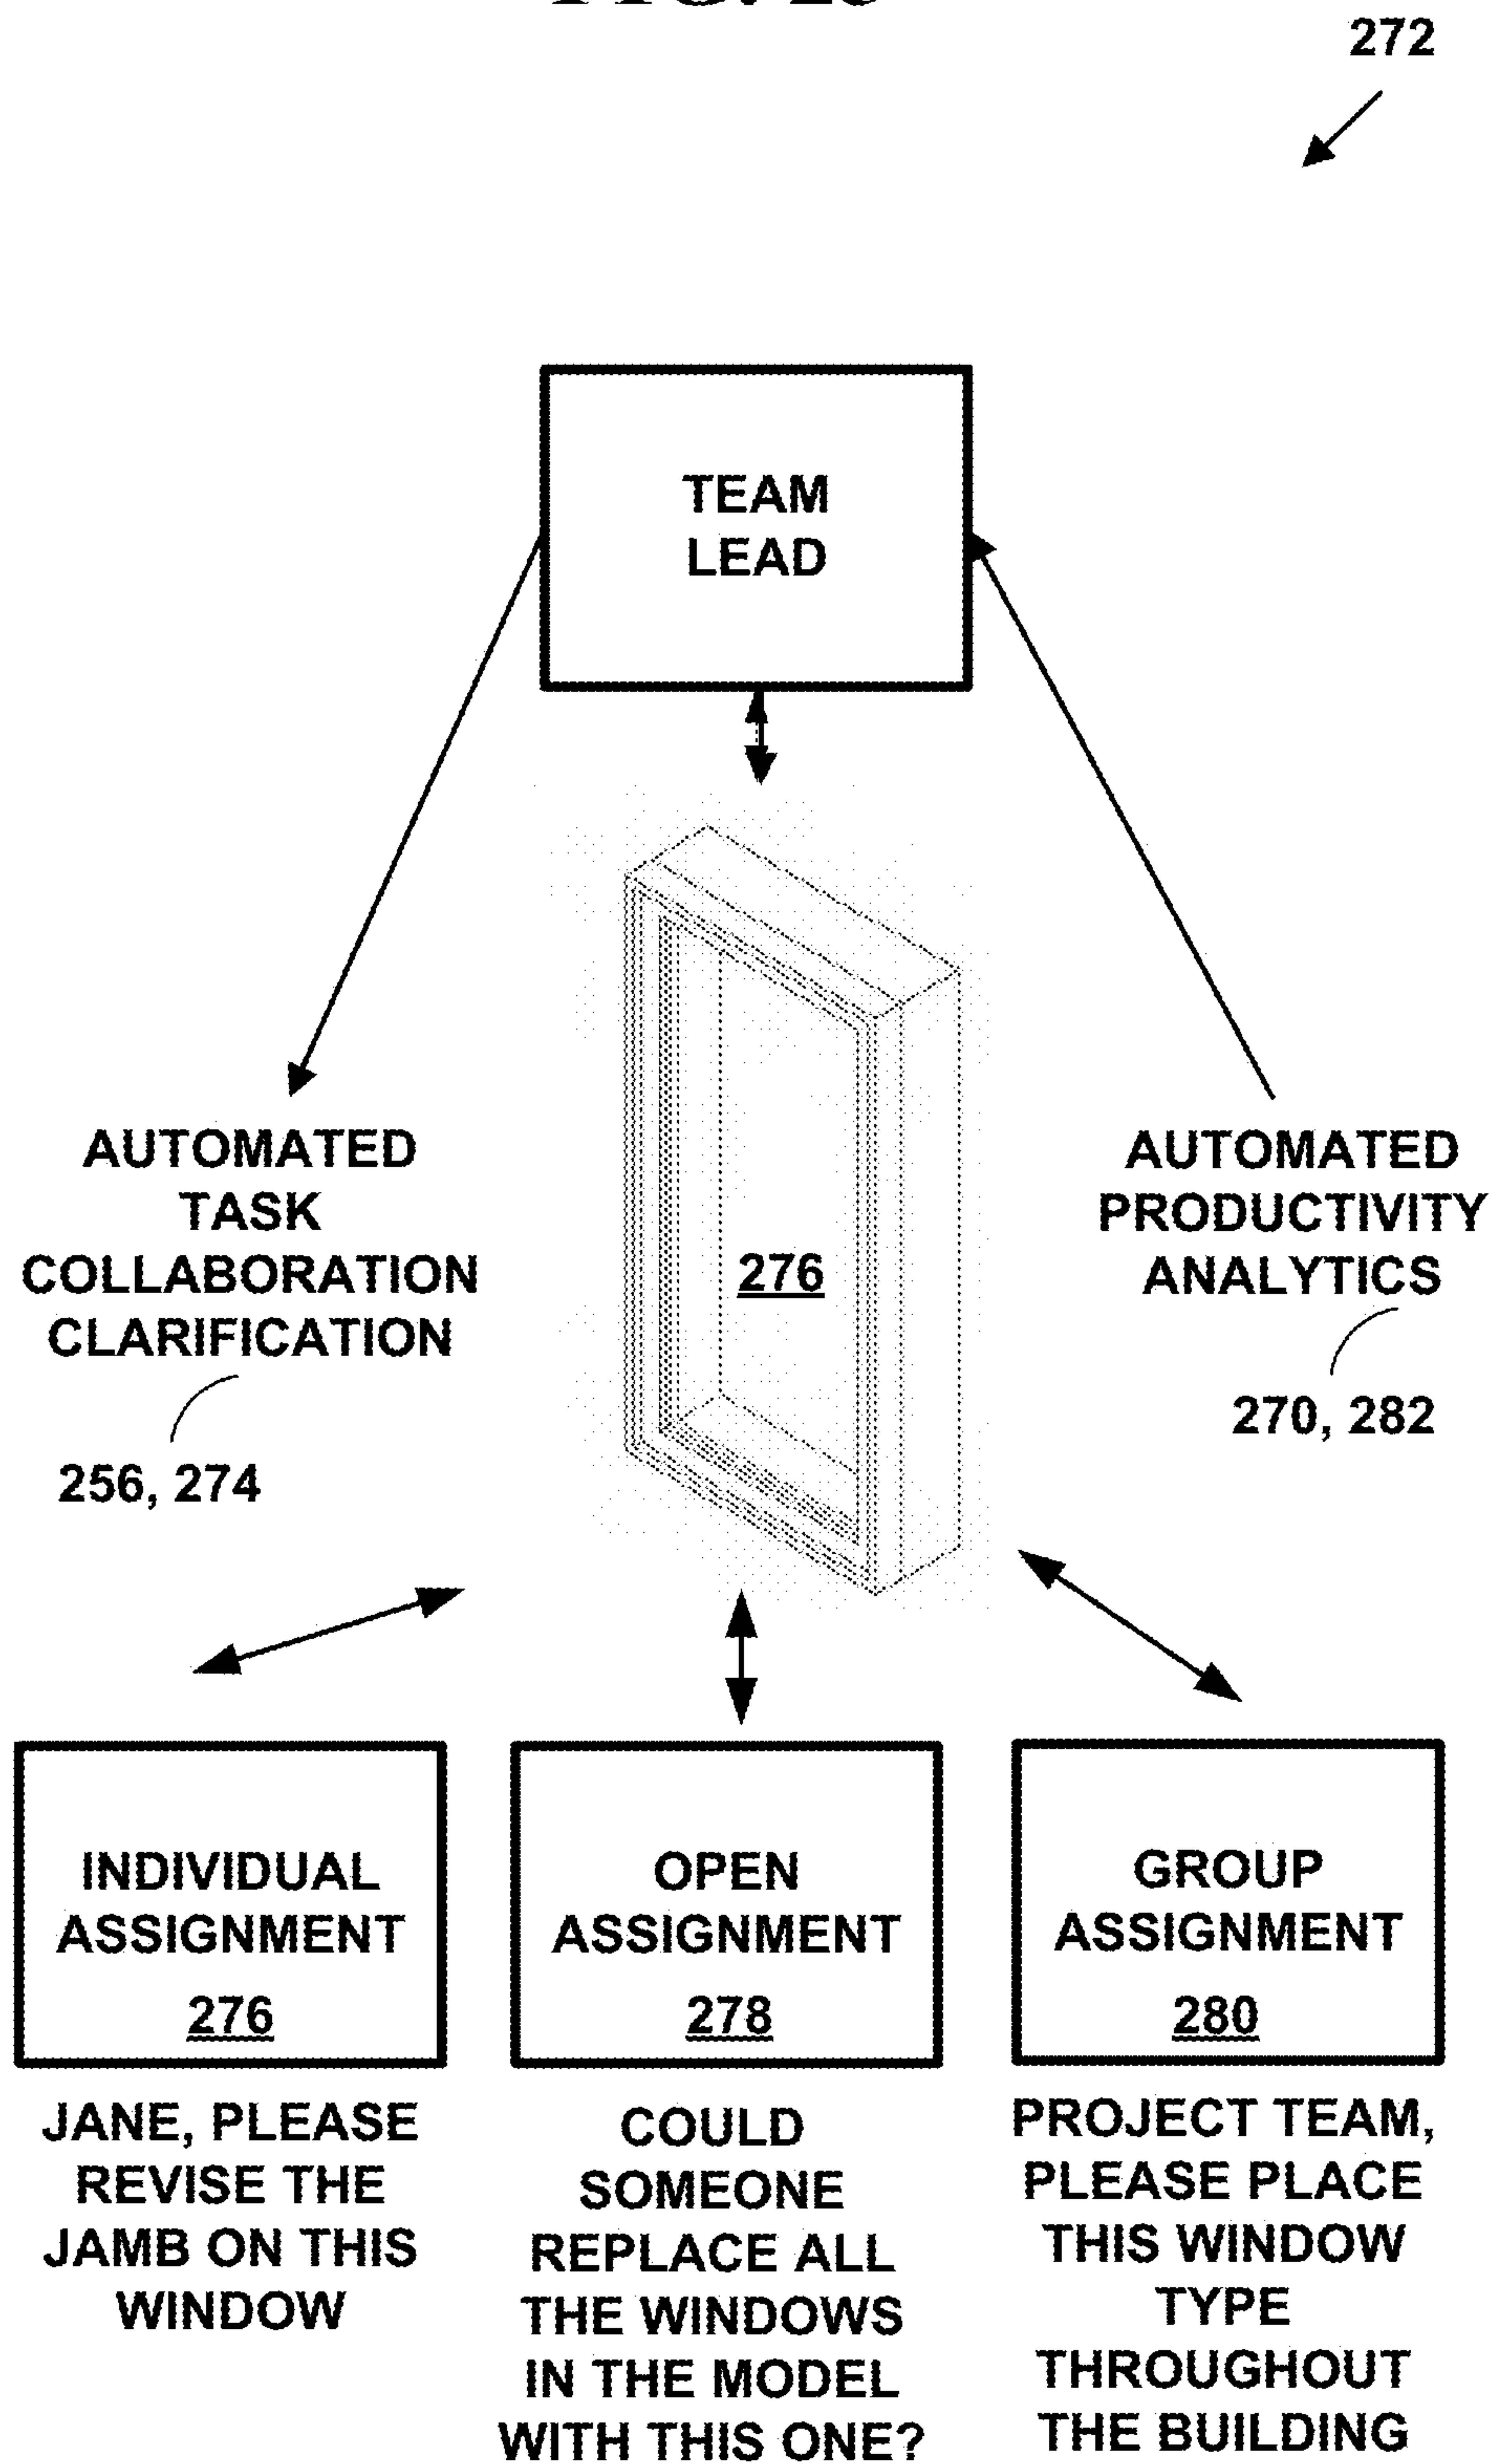 272
TEAM
LEAD
AUTOMATED
TASK
COLLABORATION
CLARIFICATION
256, 274
276
AUTOMATED
PRODUCTIVITY
ANALYTICS
270, 282
INDIVIDUAL
ASSIGNMENT
276
JANE, PLEASE
REVISE THE
JAMB ON THIS
WINDOW
OPEN
ASSIGNMENT
278
COULD
SOMEONE
REPLACE ALL
THE WINDOWS
IN THE MODEL
WITH THIS ONE?
GROUP
ASSIGNMENT
280
PROJECT TEAM,
PLEASE PLACE
THIS WINDOW
TYPE
THROUGHOUT
THE BUILDING